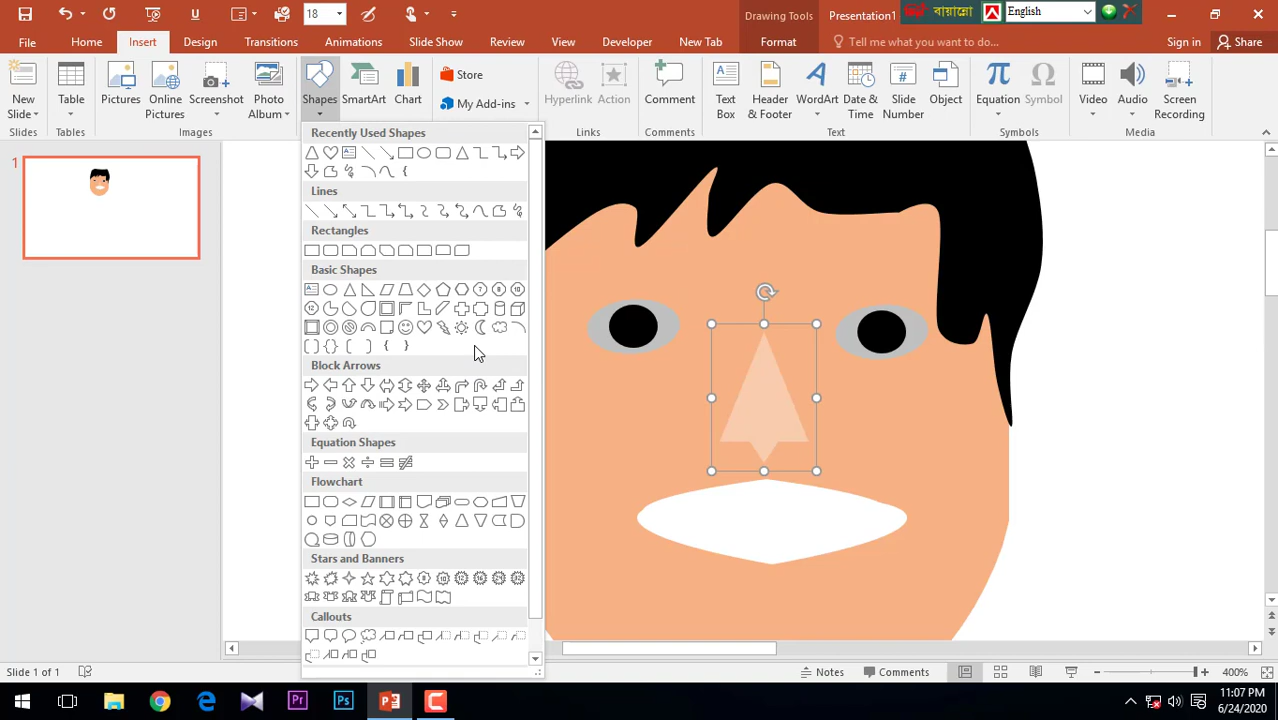 18
Drawing Tools
Presentation1
বায়ান্নো
English
File
Home
Insert
Design
Transitions
Animations
Slide Show
Review
View
Developer
New Tab
Format
Tell me what you want to do...
Sign in
Share
New Slide
Table
Pictures
Online Pictures
Screenshot
Photo Album
Shapes
SmartArt
Chart
Store
My Add-ins
Hyperlink
Action
Comment
Text Box
Header & Footer
WordArt
Date & Time
Slide Number
Object
Equation
Symbol
Video
Audio
Screen Recording
Slides
Tables
Images
Links
Comments
Text
Symbols
Media
1
Recently Used Shapes
Lines
Rectangles
Basic Shapes
Block Arrows
Equation Shapes
Flowchart
Stars and Banners
Callouts
Slide 1 of 1
Notes
Comments
400%
Pr
Ps
11:07 PM
6/24/2020